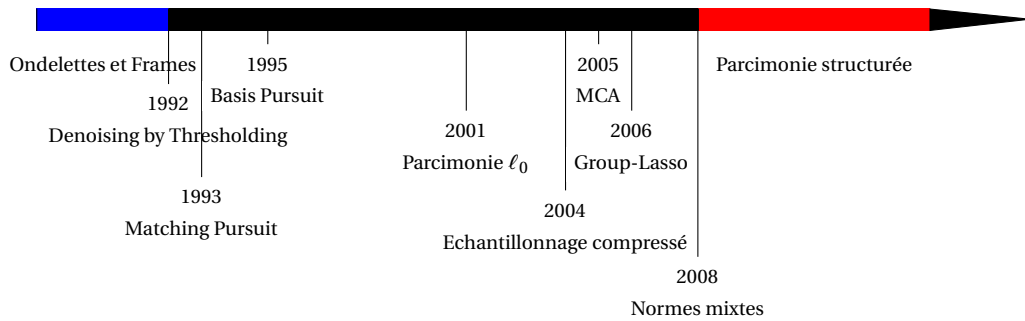 Ondelettes et Frames
1995
2005
Parcimonie structurée
Basis Pursuit
MCA
1992
Denoising by Thresholding
2001
Parcimonie ℓ₀
2006
Group-Lasso
1993
Matching Pursuit
2004
Echantillonnage compressé
2008
Normes mixtes